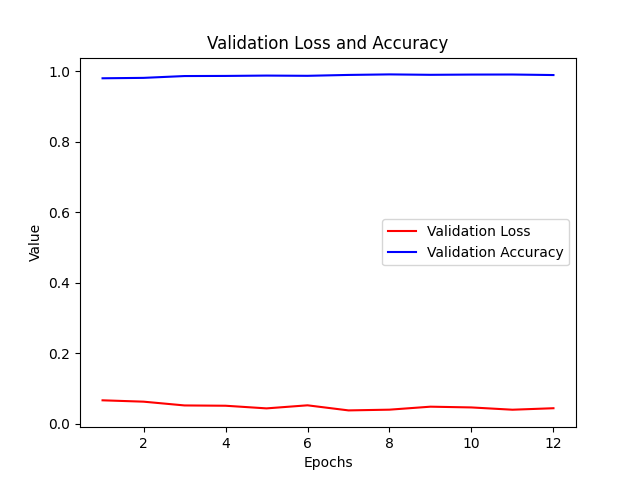 Validation Loss and Accuracy
1.0
0.8
0.6
0.4
0.2
0.0
Value
Validation Loss
Validation Accuracy
2 4 6 8 10 12
Epochs